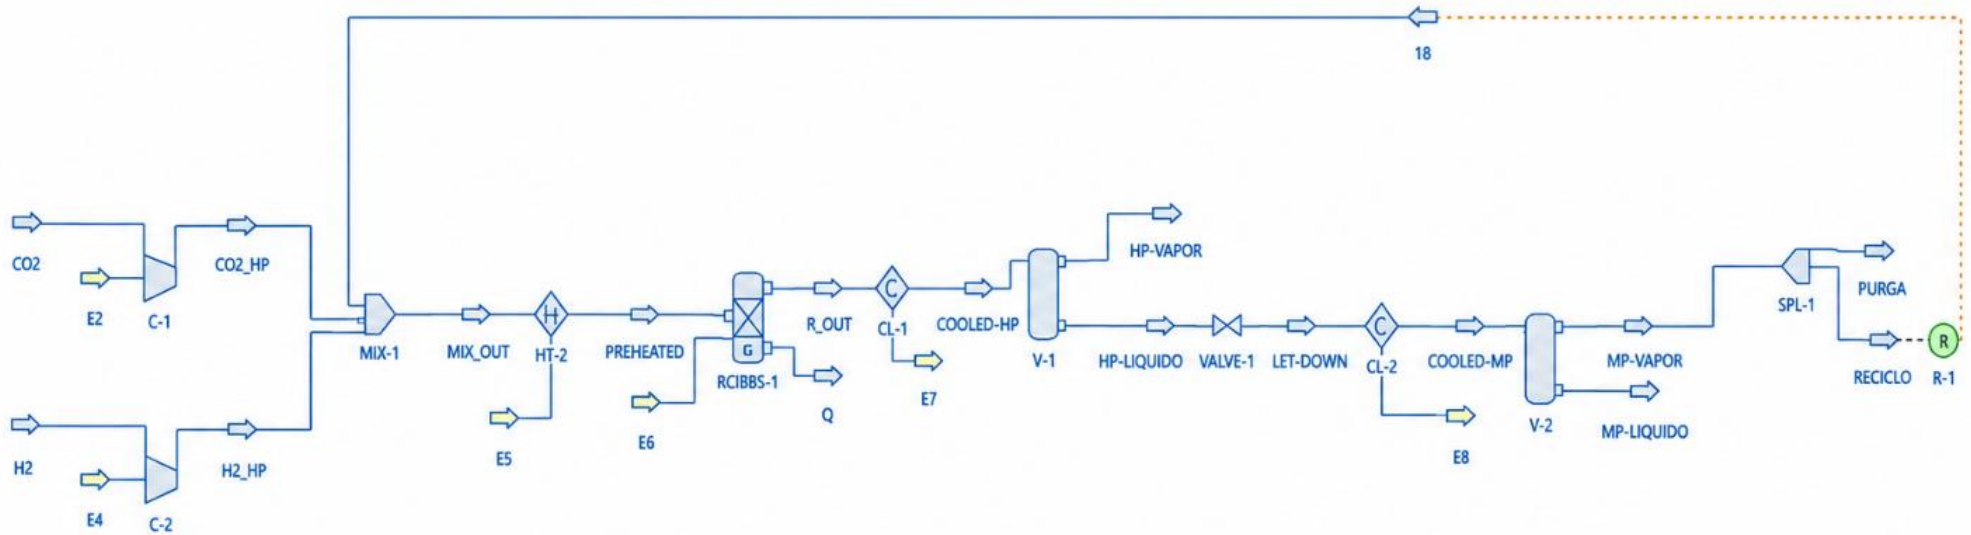 18
CO2
E2
C-1
CO2_HP
H2
E4
C-2
H2_HP
MIX-1
MIX_OUT
H
HT-2
E5
PREHEATED
E6
G
RCIBBS-1
Q
R_OUT
C
CL-1
E7
COOLED-HP
V-1
HP-VAPOR
HP-LIQUIDO
VALVE-1
LET-DOWN
C
CL-2
E8
COOLED-MP
V-2
MP-VAPOR
MP-LIQUIDO
SPL-1
PURGA
RECICLO
R
R-1